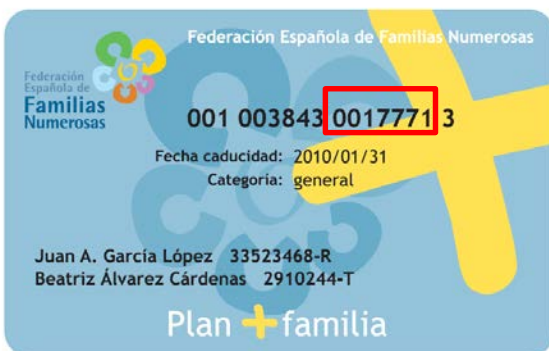 Federación Española de Familias Numerosas
Federación
Española de
Familias
Numerosas
001 003843 0017771 3
Fecha caducidad: 2010/01/31
Categoría: general
Juan A. García López 33523468-R
Beatriz Álvarez Cárdenas 2910244-T
Plan + familia